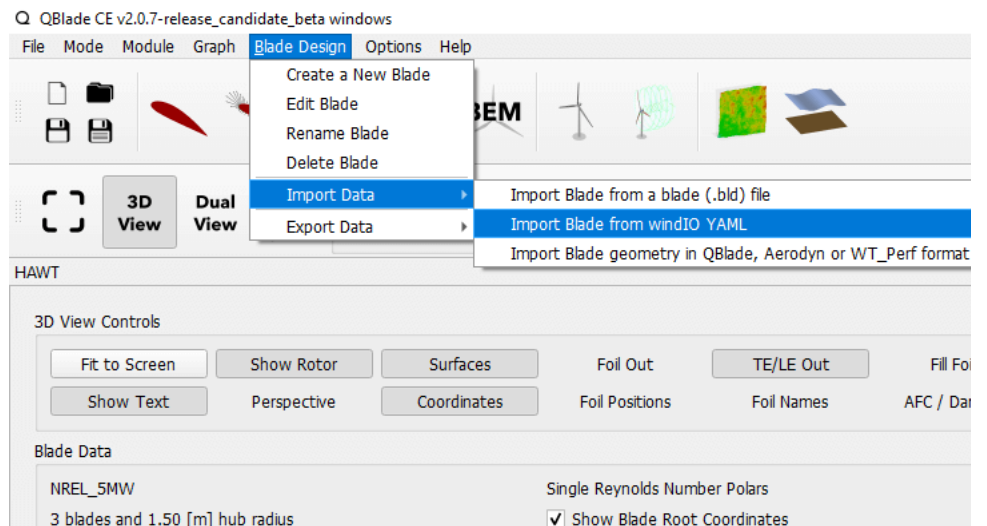 QBlade CE v2.0.7-release_candidate_beta windows
File Mode Module Graph Blade Design Options Help
Create a New Blade
Edit Blade
Rename Blade
Delete Blade
Import Data
Export Data
Import Blade from a blade (.bld) file
Import Blade from windIO YAML
Import Blade geometry in QBlade, Aerodyn or WT_Perf format
3D View
Dual View
HAWT
3D View Controls
Fit to Screen Show Rotor Surfaces Foil Out TE/LE Out Fill
Show Text Perspective Coordinates Foil Positions Foil Names AFC /
Blade Data
NREL_5MW Single Reynolds Number Polars
3 blades and 1.50 [m] hub radius Show Blade Root Coordinates